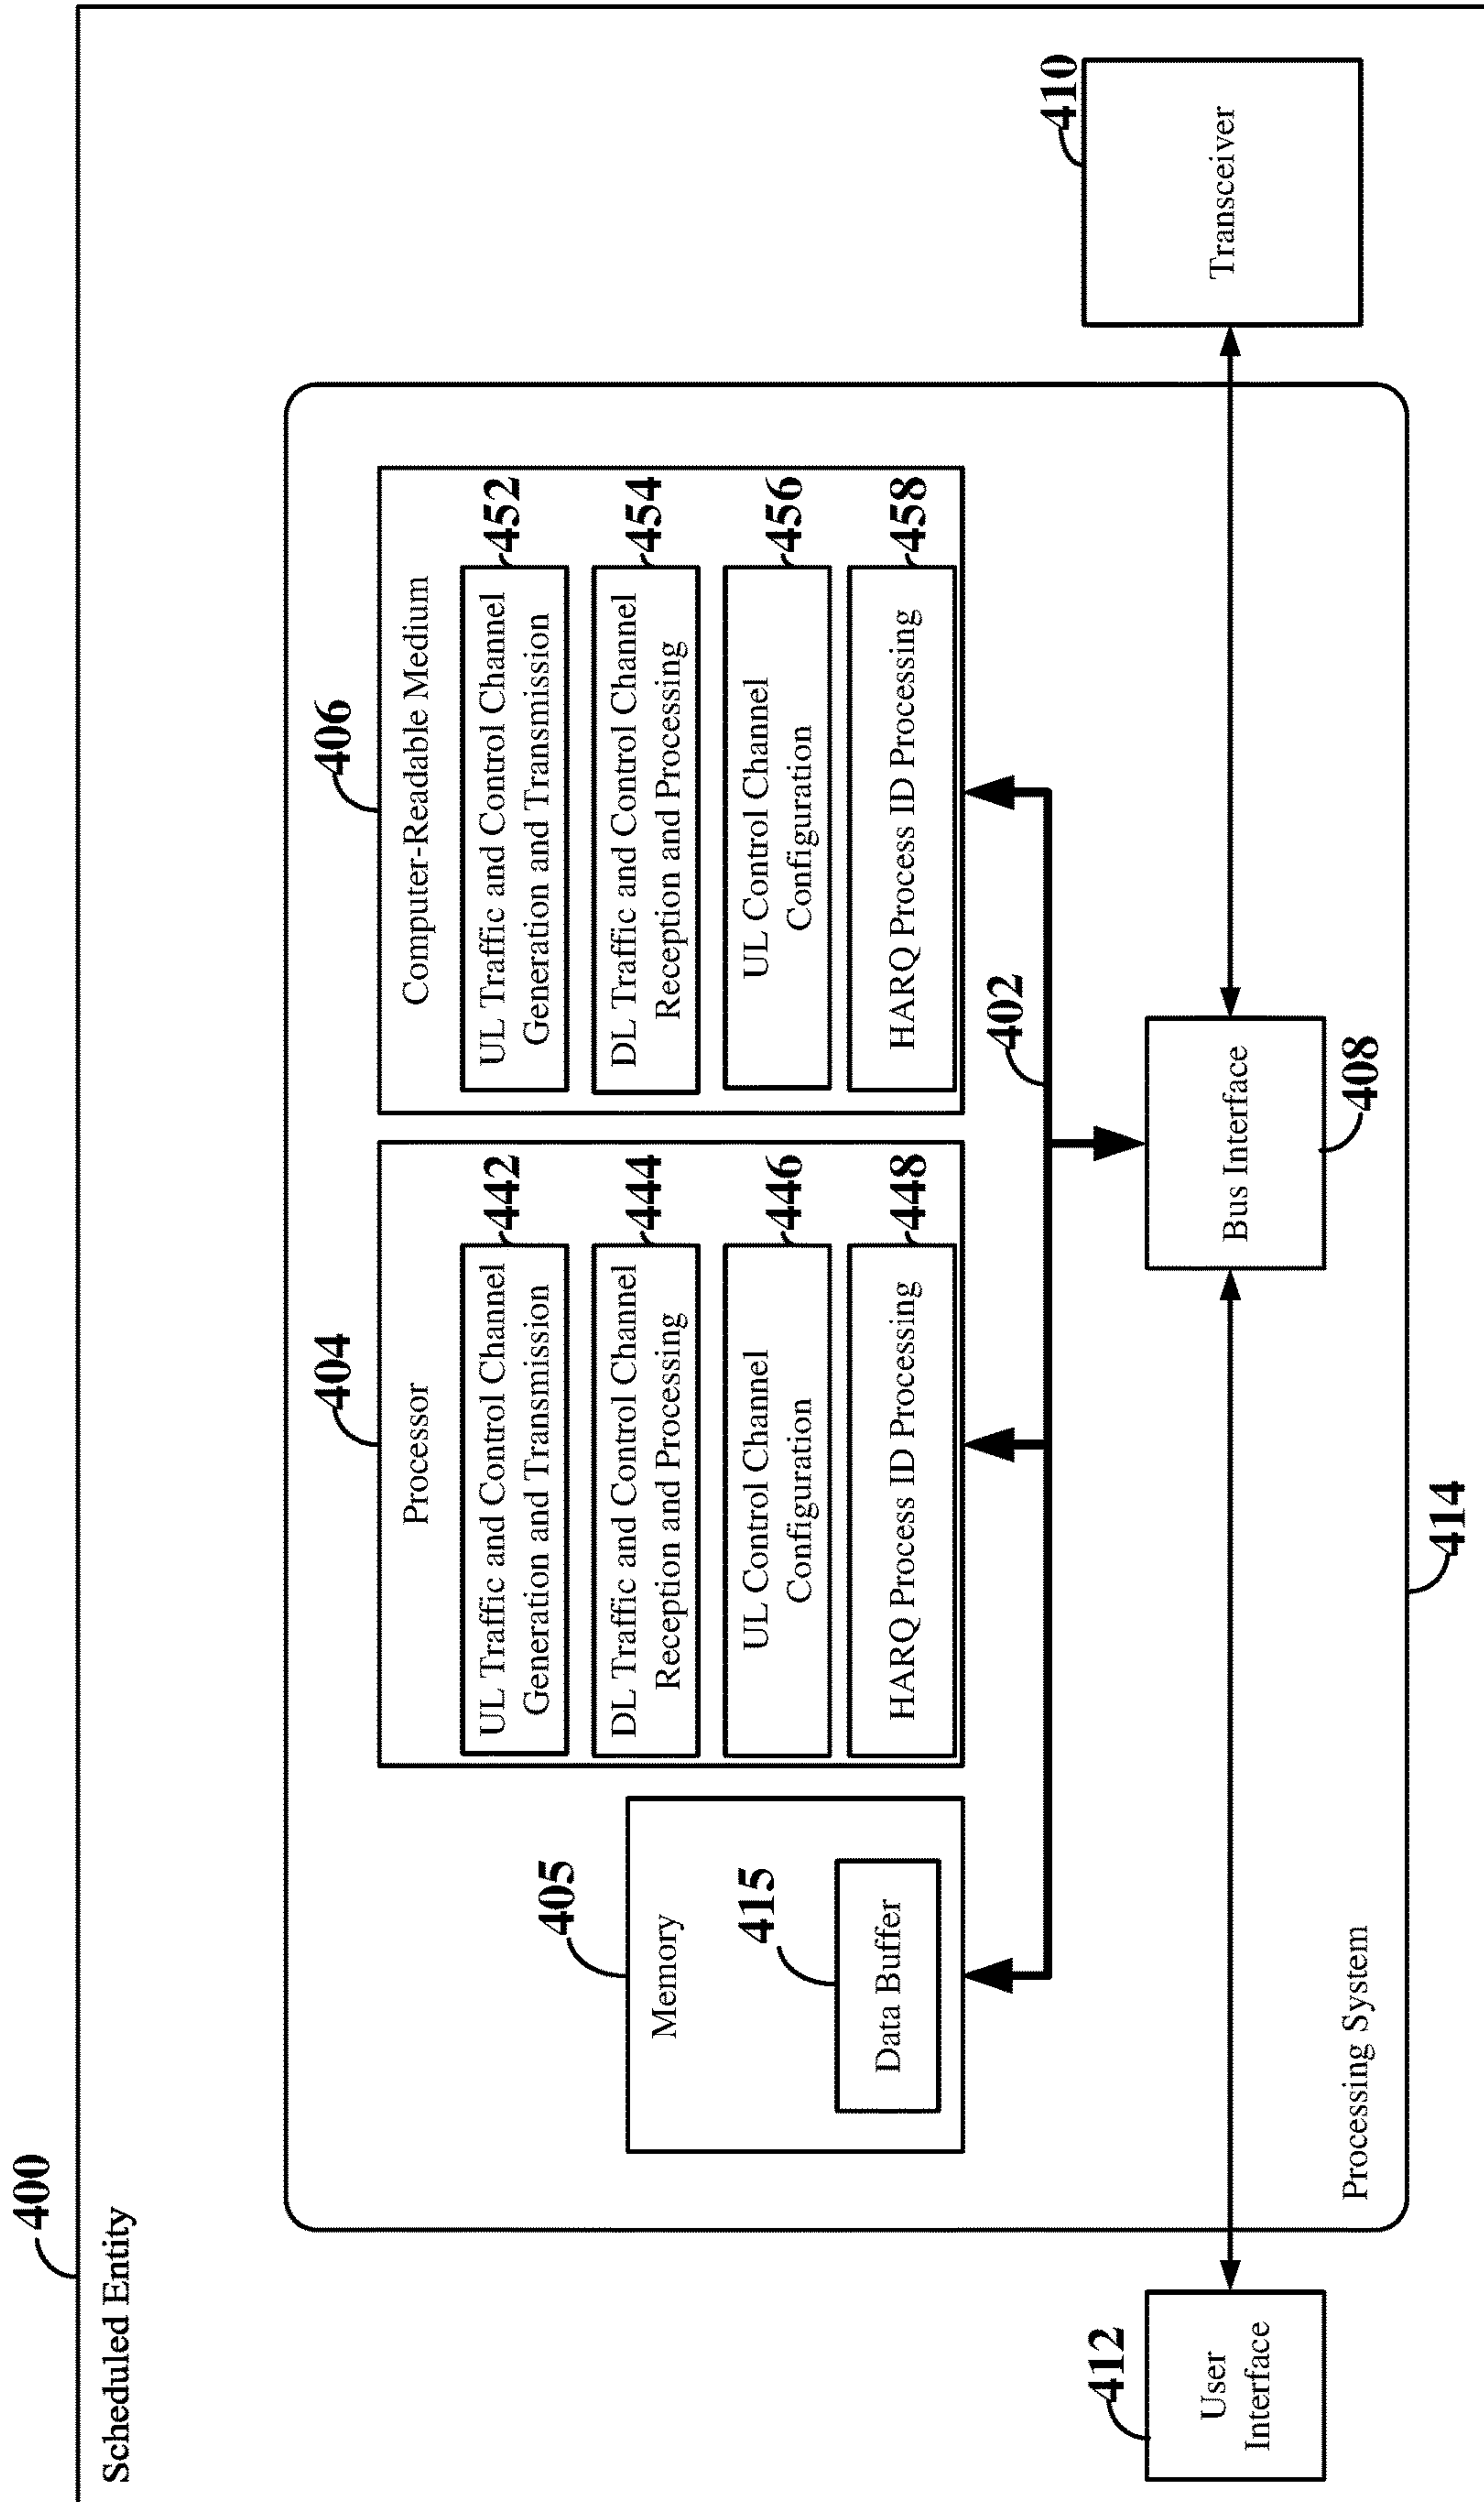 400
Scheduled Entity
414
Processing System
405
Memory
415
Data Buffer
404
Processor
442
UL Traffic and Control Channel
Generation and Transmission
444
DL Traffic and Control Channel
Reception and Processing
446
UL Control Channel
Configuration
448
HARQ Process ID Processing
406
Computer-Readable Medium
452
UL Traffic and Control Channel
Generation and Transmission
454
DL Traffic and Control Channel
Reception and Processing
456
UL Control Channel
Configuration
458
HARQ Process ID Processing
402
412
User
Interface
Bus Interface
408
410
Transceiver